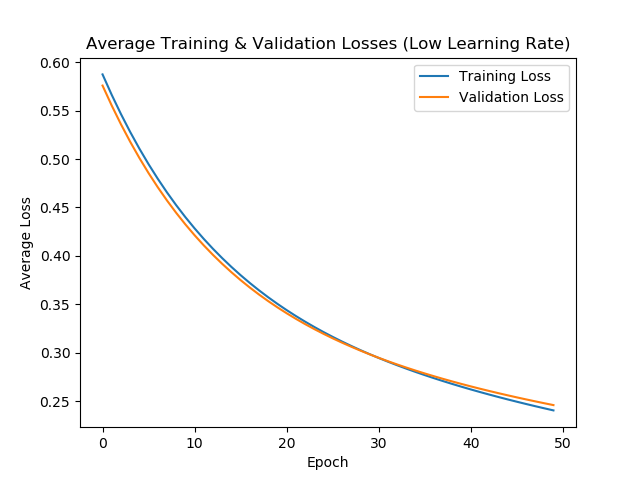 Average Training & Validation Losses (Low Learning Rate)
Training Loss
Validation Loss
0.60
0.55
0.50
0.45
0.40
0.35
0.30
0.25
Average Loss
0 10 20 30 40 50
Epoch